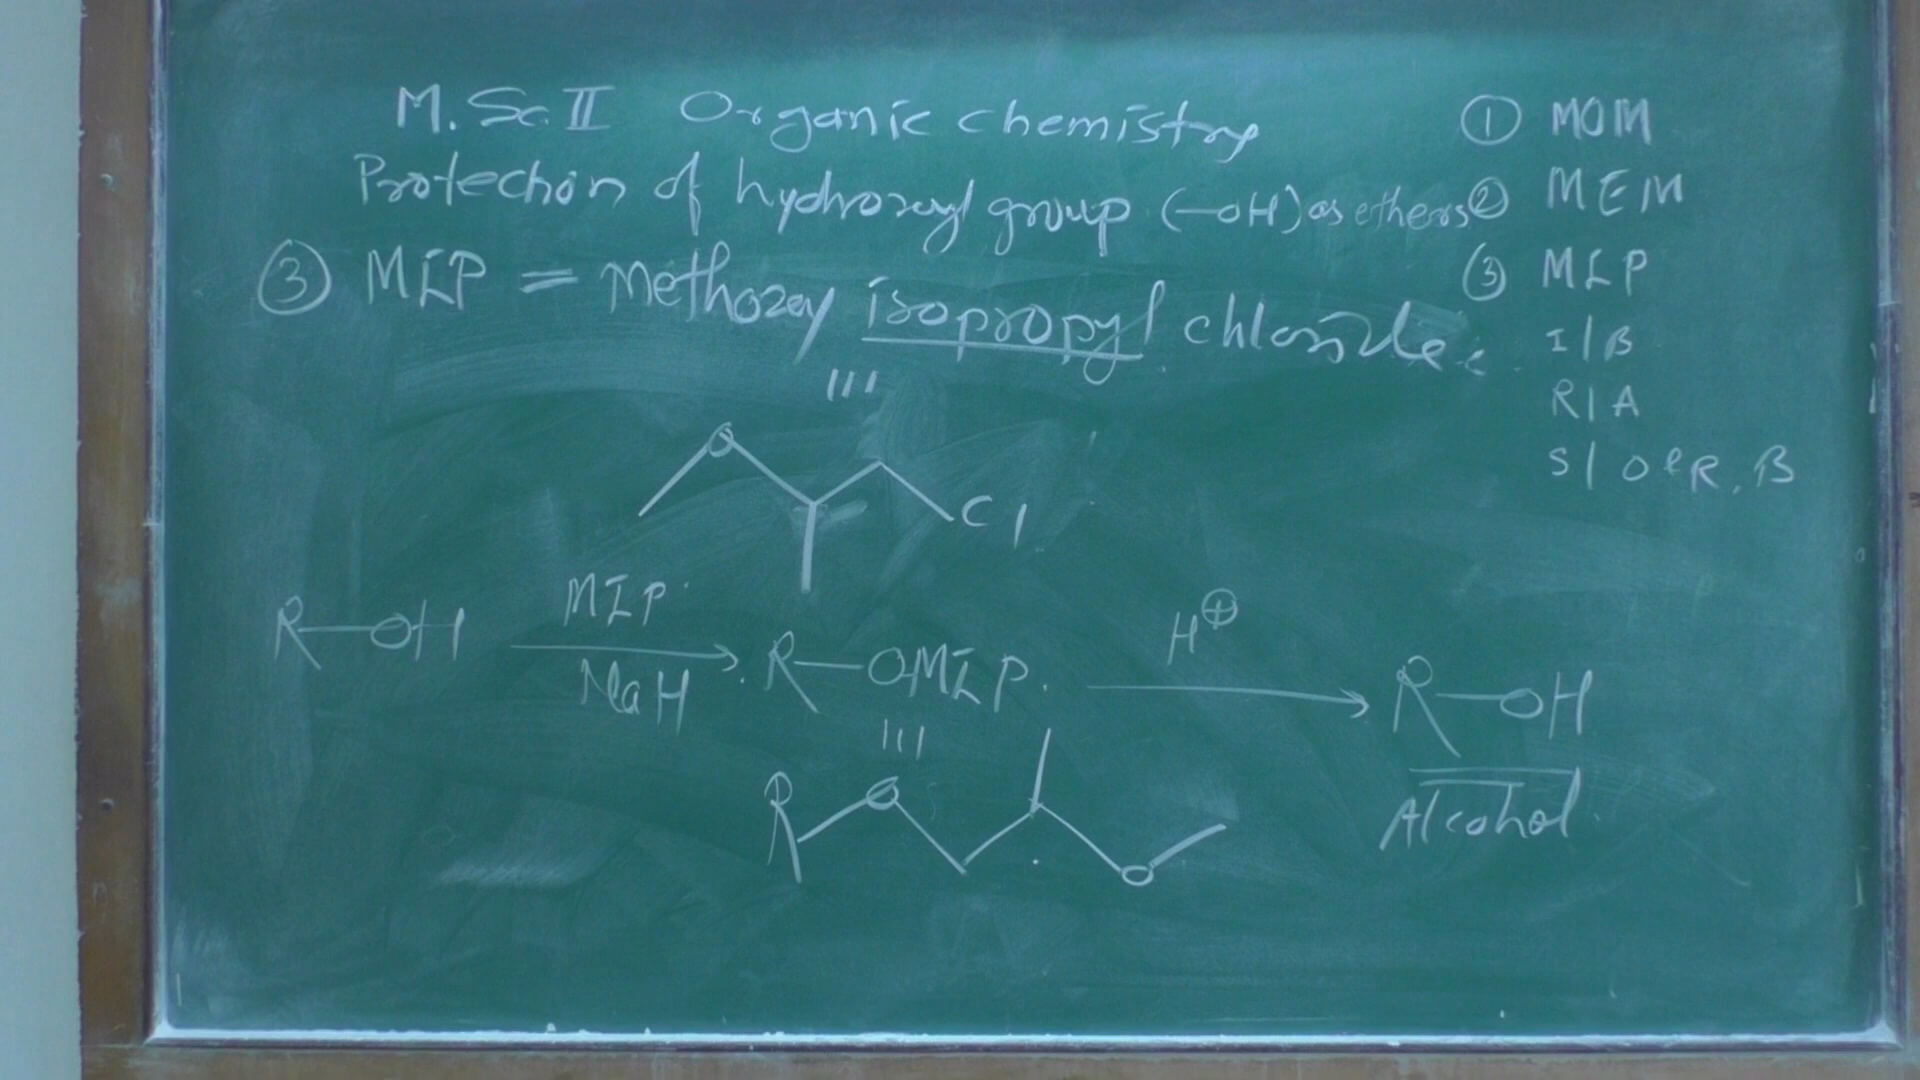 M.Sc.II Organic chemistry
Protection of hydroxyl group (-OH) as ethers
③ MIP = Methoxy isopropyl chloride
① MOM
② MEM
③ MIP
I/B
R/A
S/OeR,B
O
Cl
R-OH
MIP
NaH
R-OMIP.
H⊕
R-OH
Alcohol
R O O